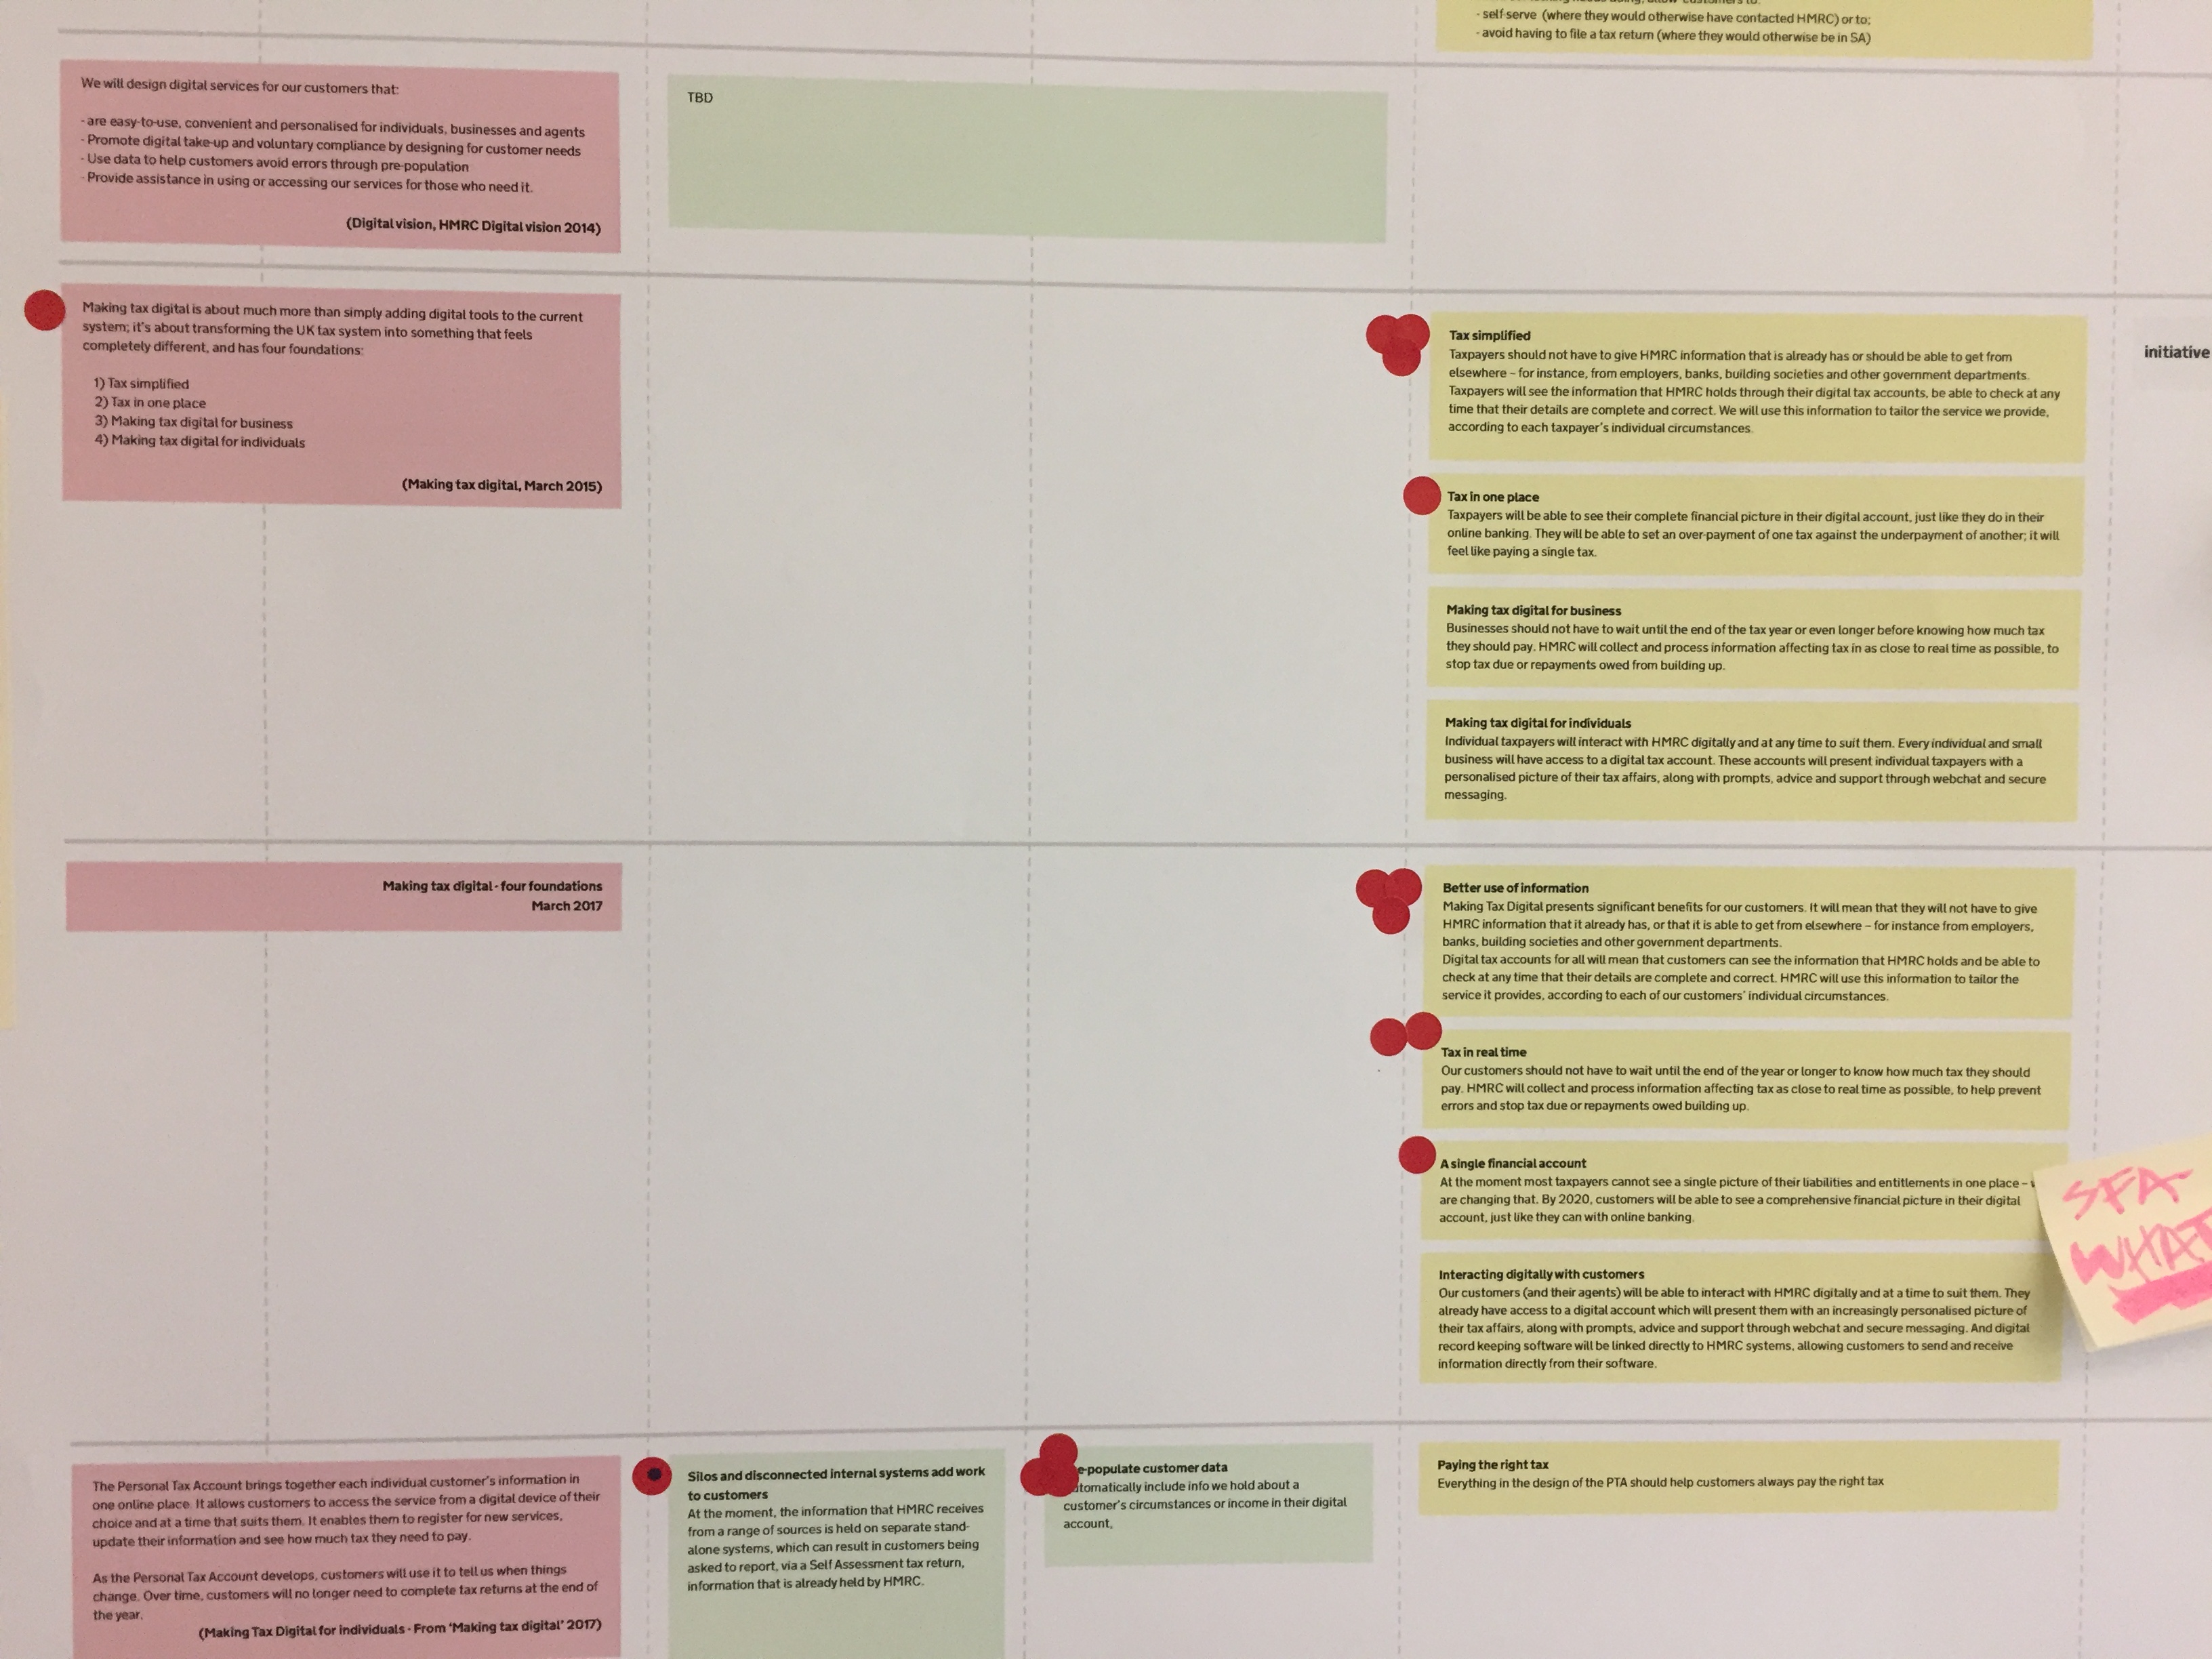 - self-serve (where they would otherwise have contacted HMRC) or to;
- avoid having to file a tax return (where they would otherwise be in SA)
We will design digital services for our customers that:
- are easy-to-use, convenient and personalised for individuals, businesses and agents
- Promote digital take-up and voluntary compliance by designing for customer needs
- Use data to help customers avoid errors through pre-population
- Provide assistance in using or accessing our services for those who need it.
(Digital vision, HMRC Digital vision 2014)
TBD
Making tax digital is about much more than simply adding digital tools to the current
system; it's about transforming the UK tax system into something that feels
completely different, and has four foundations:
1) Tax simplified
2) Tax in one place
3) Making tax digital for business
4) Making tax digital for individuals
(Making tax digital, March 2015)
Tax simplified
Taxpayers should not have to give HMRC information that is already has or should be able to get from
elsewhere – for instance, from employers, banks, building societies and other government departments.
Taxpayers will see the information that HMRC holds through their digital tax accounts, be able to check at any
time that their details are complete and correct. We will use this information to tailor the service we provide,
according to each taxpayer's individual circumstances.
initiative
Tax in one place
Taxpayers will be able to see their complete financial picture in their digital account, just like they do in their
online banking. They will be able to set an over-payment of one tax against the underpayment of another; it will
feel like paying a single tax.
Making tax digital for business
Businesses should not have to wait until the end of the tax year or even longer before knowing how much tax
they should pay. HMRC will collect and process information affecting tax in as close to real time as possible, to
stop tax due or repayments owed from building up.
Making tax digital for individuals
Individual taxpayers will interact with HMRC digitally and at any time to suit them. Every individual and small
business will have access to a digital tax account. These accounts will present individual taxpayers with a
personalised picture of their tax affairs, along with prompts, advice and support through webchat and secure
messaging.
Making tax digital - four foundations
March 2017
Better use of information
Making Tax Digital presents significant benefits for our customers. It will mean that they will not have to give
HMRC information that it already has, or that it is able to get from elsewhere – for instance from employers,
banks, building societies and other government departments.
Digital tax accounts for all will mean that customers can see the information that HMRC holds and be able to
check at any time that their details are complete and correct. HMRC will use this information to tailor the
service it provides, according to each of our customers' individual circumstances.
Tax in real time
Our customers should not have to wait until the end of the year or longer to know how much tax they should
pay. HMRC will collect and process information affecting tax as close to real time as possible, to help prevent
errors and stop tax due or repayments owed building up.
A single financial account
At the moment most taxpayers cannot see a single picture of their liabilities and entitlements in one place –
are changing that. By 2020, customers will be able to see a comprehensive financial picture in their digital
account, just like they can with online banking.
SFA
WHAT
Interacting digitally with customers
Our customers (and their agents) will be able to interact with HMRC digitally and at a time to suit them. They
already have access to a digital account which will present them with an increasingly personalised picture of
their tax affairs, along with prompts, advice and support through webchat and secure messaging. And digital
record keeping software will be linked directly to HMRC systems, allowing customers to send and receive
information directly from their software.
The Personal Tax Account brings together each individual customer's information in
one online place. It allows customers to access the service from a digital device of their
choice and at a time that suits them. It enables them to register for new services,
update their information and see how much tax they need to pay.
As the Personal Tax Account develops, customers will use it to tell us when things
change. Over time, customers will no longer need to complete tax returns at the end of
the year.
(Making Tax Digital for individuals - From 'Making tax digital' 2017)
Silos and disconnected internal systems add work
to customers
At the moment, the information that HMRC receives
from a range of sources is held on separate stand-
alone systems, which can result in customers being
asked to report, via a Self Assessment tax return,
information that is already held by HMRC.
e-populate customer data
tomatically include info we hold about a
customer's circumstances or income in their digital
account.
Paying the right tax
Everything in the design of the PTA should help customers always pay the right tax